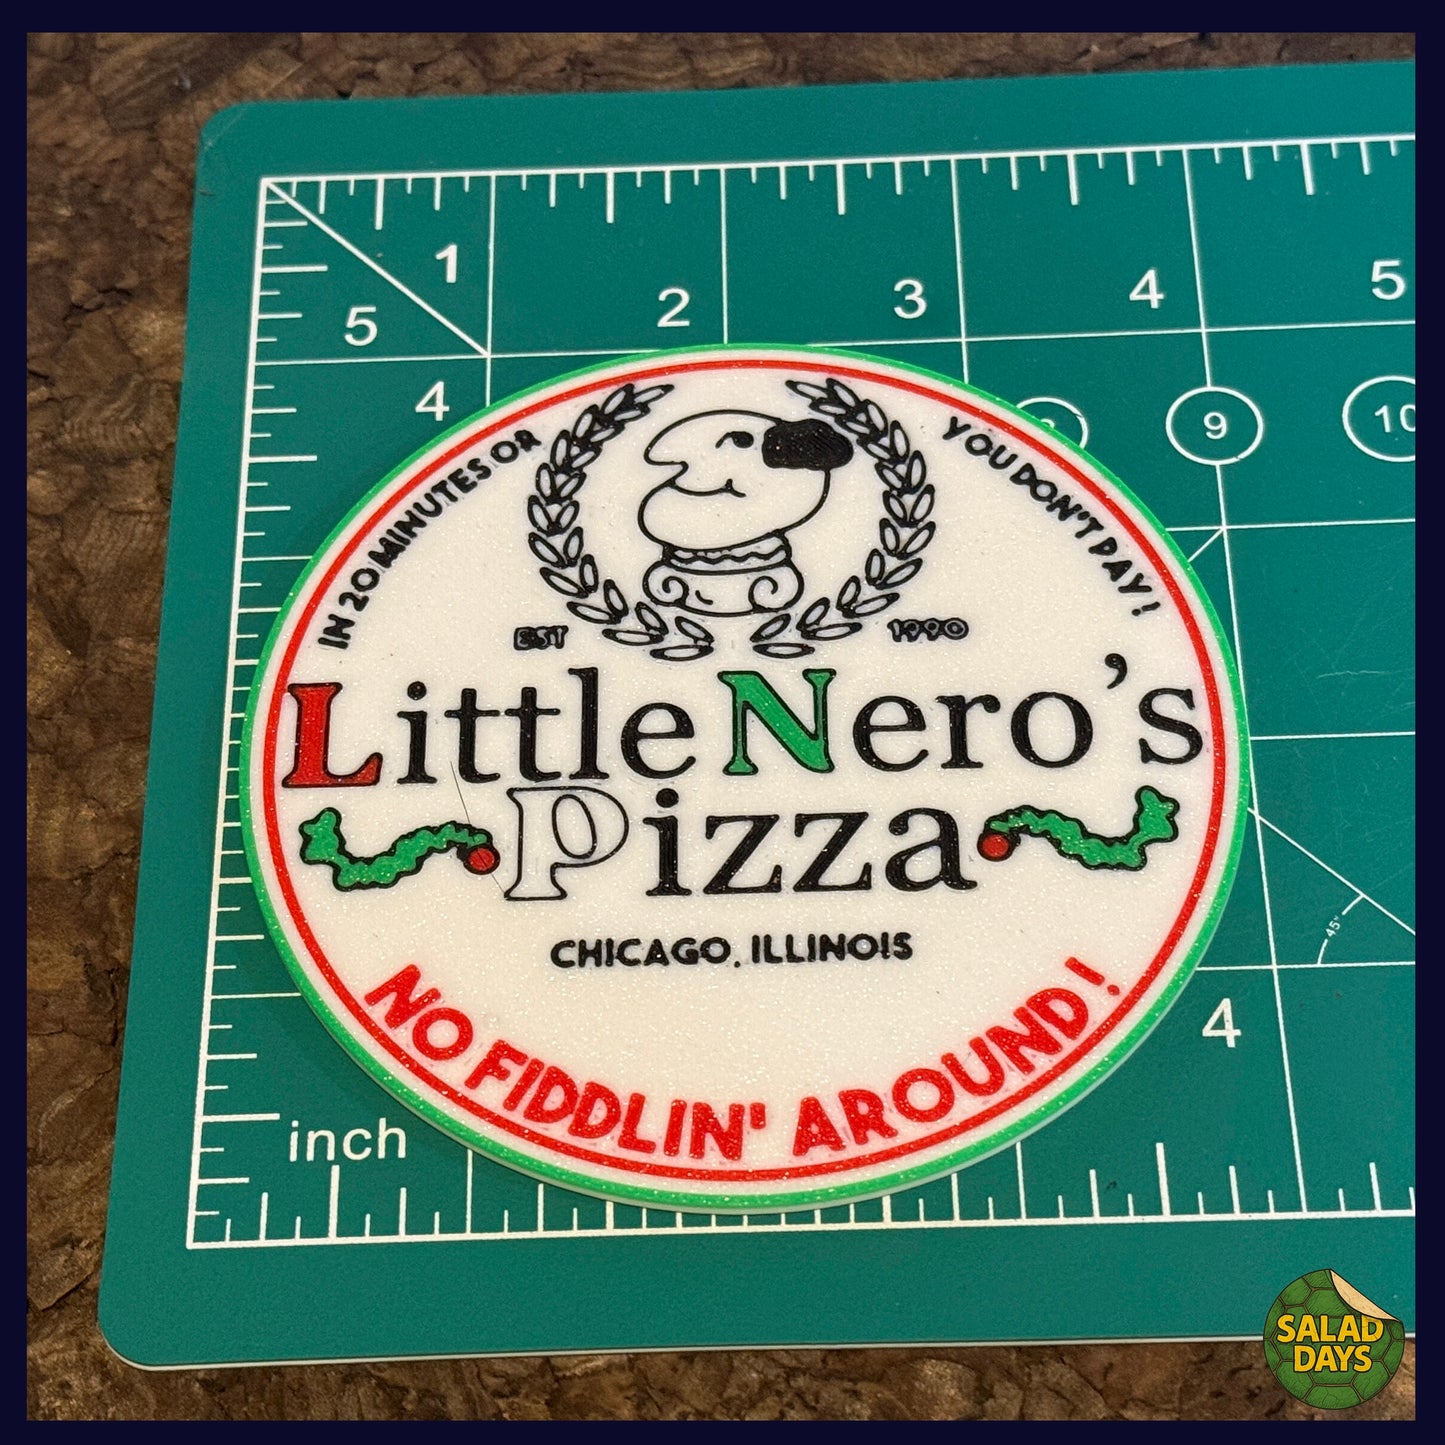 1
2
3
4
5
5
4
8
9
10
IN 20 MINUTES OR
YOU DON'T PAY!
EST
1990
Little Nero's
Pizza
45°
CHICAGO, ILLINOIS
NO FIDDLIN' AROUND!
4
inch
SALAD
DAYS